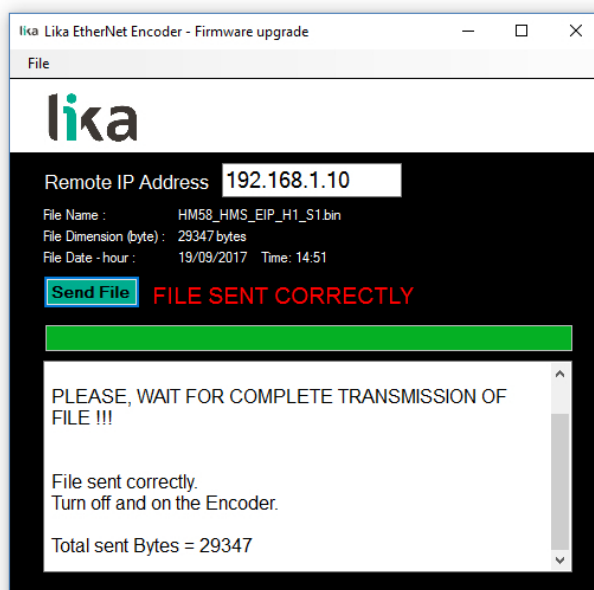 lika Lika EtherNet Encoder - Firmware upgrade
File
lika
Remote IP Address 192.168.1.10
File Name : HM58_HMS_EIP_H1_S1.bin
File Dimension (byte) : 29347 bytes
File Date - hour : 19/09/2017 Time: 14:51
Send File FILE SENT CORRECTLY
PLEASE, WAIT FOR COMPLETE TRANSMISSION OF
FILE !!!
File sent correctly.
Turn off and on the Encoder.
Total sent Bytes = 29347